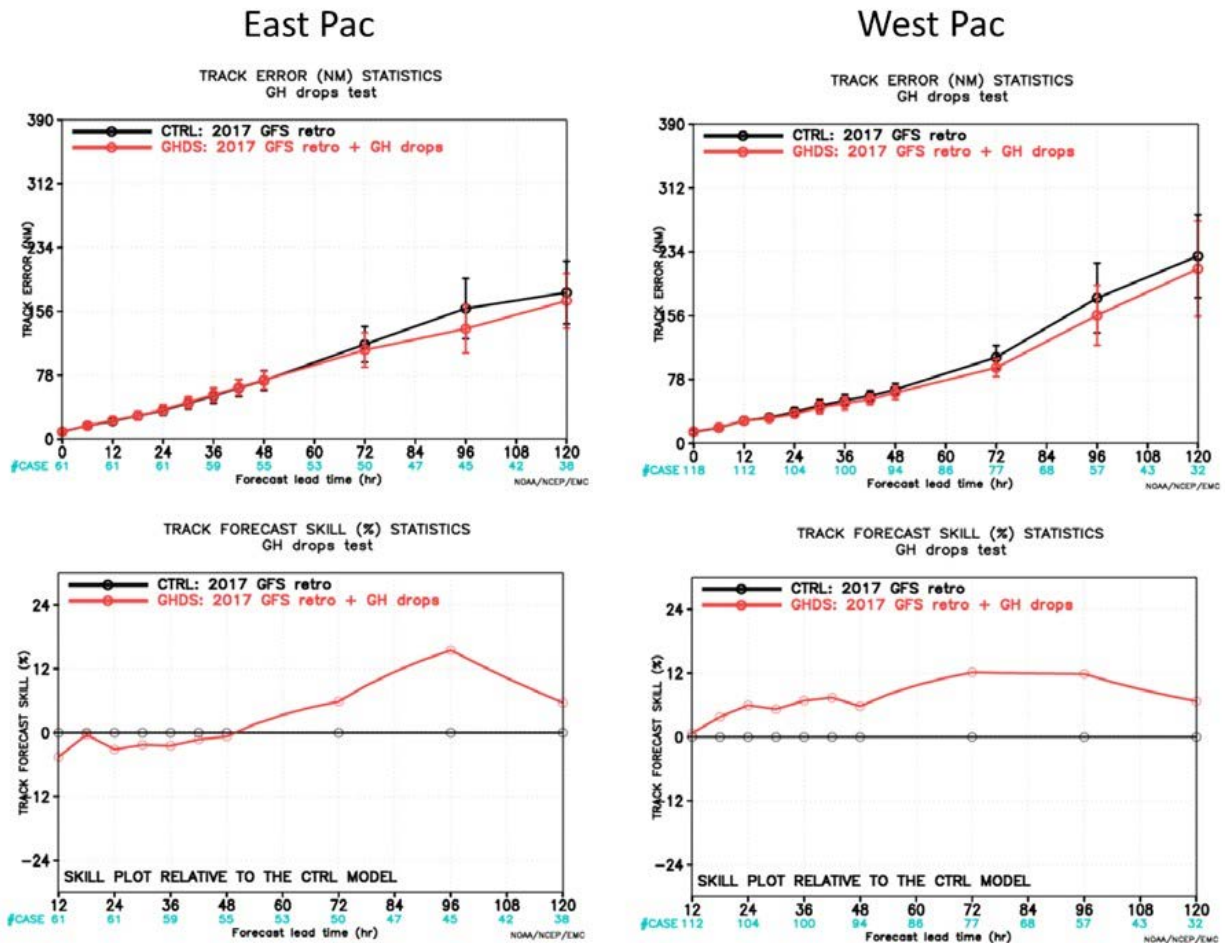 East Pac
TRACK ERROR (NM) STATISTICS
GH drops test
CTRL: 2017 GFS retro
GHDS: 2017 GFS retro + GH drops
TRACK ERROR (NM)
390
312
234
156
78
0
0 12 24 36 48 60 72 84 96 108 120
#CASE 61 61 61 59 55 53 50 47 45 42 38
Forecast lead time (hr)
NOAA/NCEP/EMC
West Pac
TRACK ERROR (NM) STATISTICS
GH drops test
CTRL: 2017 GFS retro
GHDS: 2017 GFS retro + GH drops
TRACK ERROR (NM)
390
312
234
156
78
0
0 12 24 36 48 60 72 84 96 108 120
#CASE 118 112 104 100 94 86 77 68 57 43 32
Forecast lead time (hr)
NOAA/NCEP/EMC
TRACK FORECAST SKILL (%) STATISTICS
GH drops test
CTRL: 2017 GFS retro
GHDS: 2017 GFS retro + GH drops
TRACK FORECAST SKILL (%)
24
12
0
-12
-24
SKILL PLOT RELATIVE TO THE CTRL MODEL
12 24 36 48 60 72 84 96 108 120
#CASE 61 61 59 55 53 50 47 45 42 38
Forecast lead time (hr)
NOAA/NCEP/EMC
TRACK FORECAST SKILL (%) STATISTICS
GH drops test
CTRL: 2017 GFS retro
GHDS: 2017 GFS retro + GH drops
TRACK FORECAST SKILL (%)
24
12
0
-12
-24
SKILL PLOT RELATIVE TO THE CTRL MODEL
12 24 36 48 60 72 84 96 108 120
#CASE 112 104 100 94 86 77 68 57 43 32
Forecast lead time (hr)
NOAA/NCEP/EMC